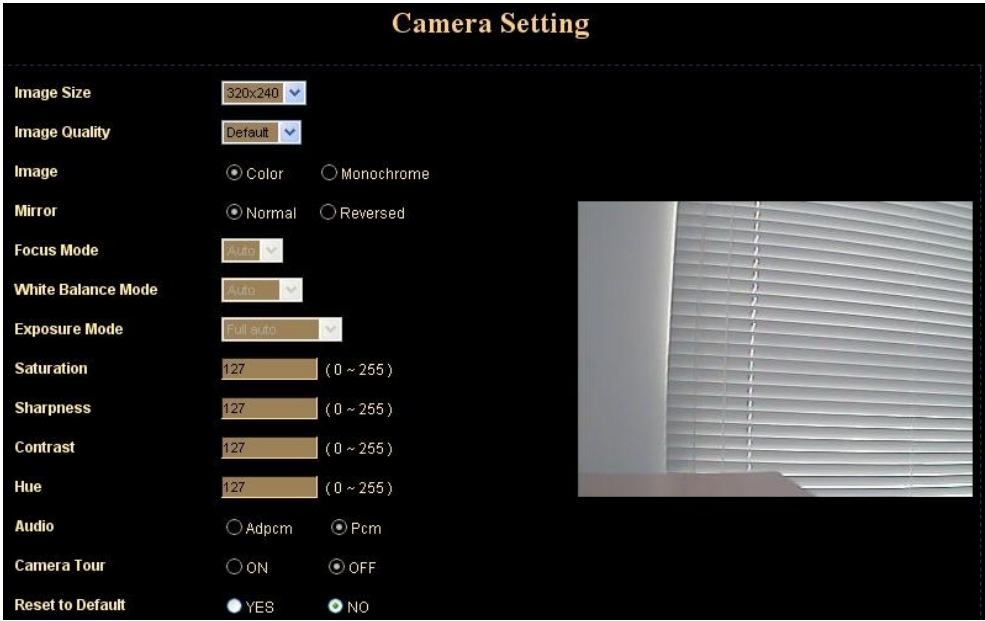 Camera Setting
Image Size 320x240
Image Quality Default
Image Color Monochrome
Mirror Normal Reversed
Focus Mode Auto
White Balance Mode Auto
Exposure Mode Full auto
Saturation 127 ( 0 ~ 255 )
Sharpness 127 ( 0 ~ 255 )
Contrast 127 ( 0 ~ 255 )
Hue 127 ( 0 ~ 255 )
Audio Adpcm Pcm
Camera Tour ON OFF
Reset to Default YES NO